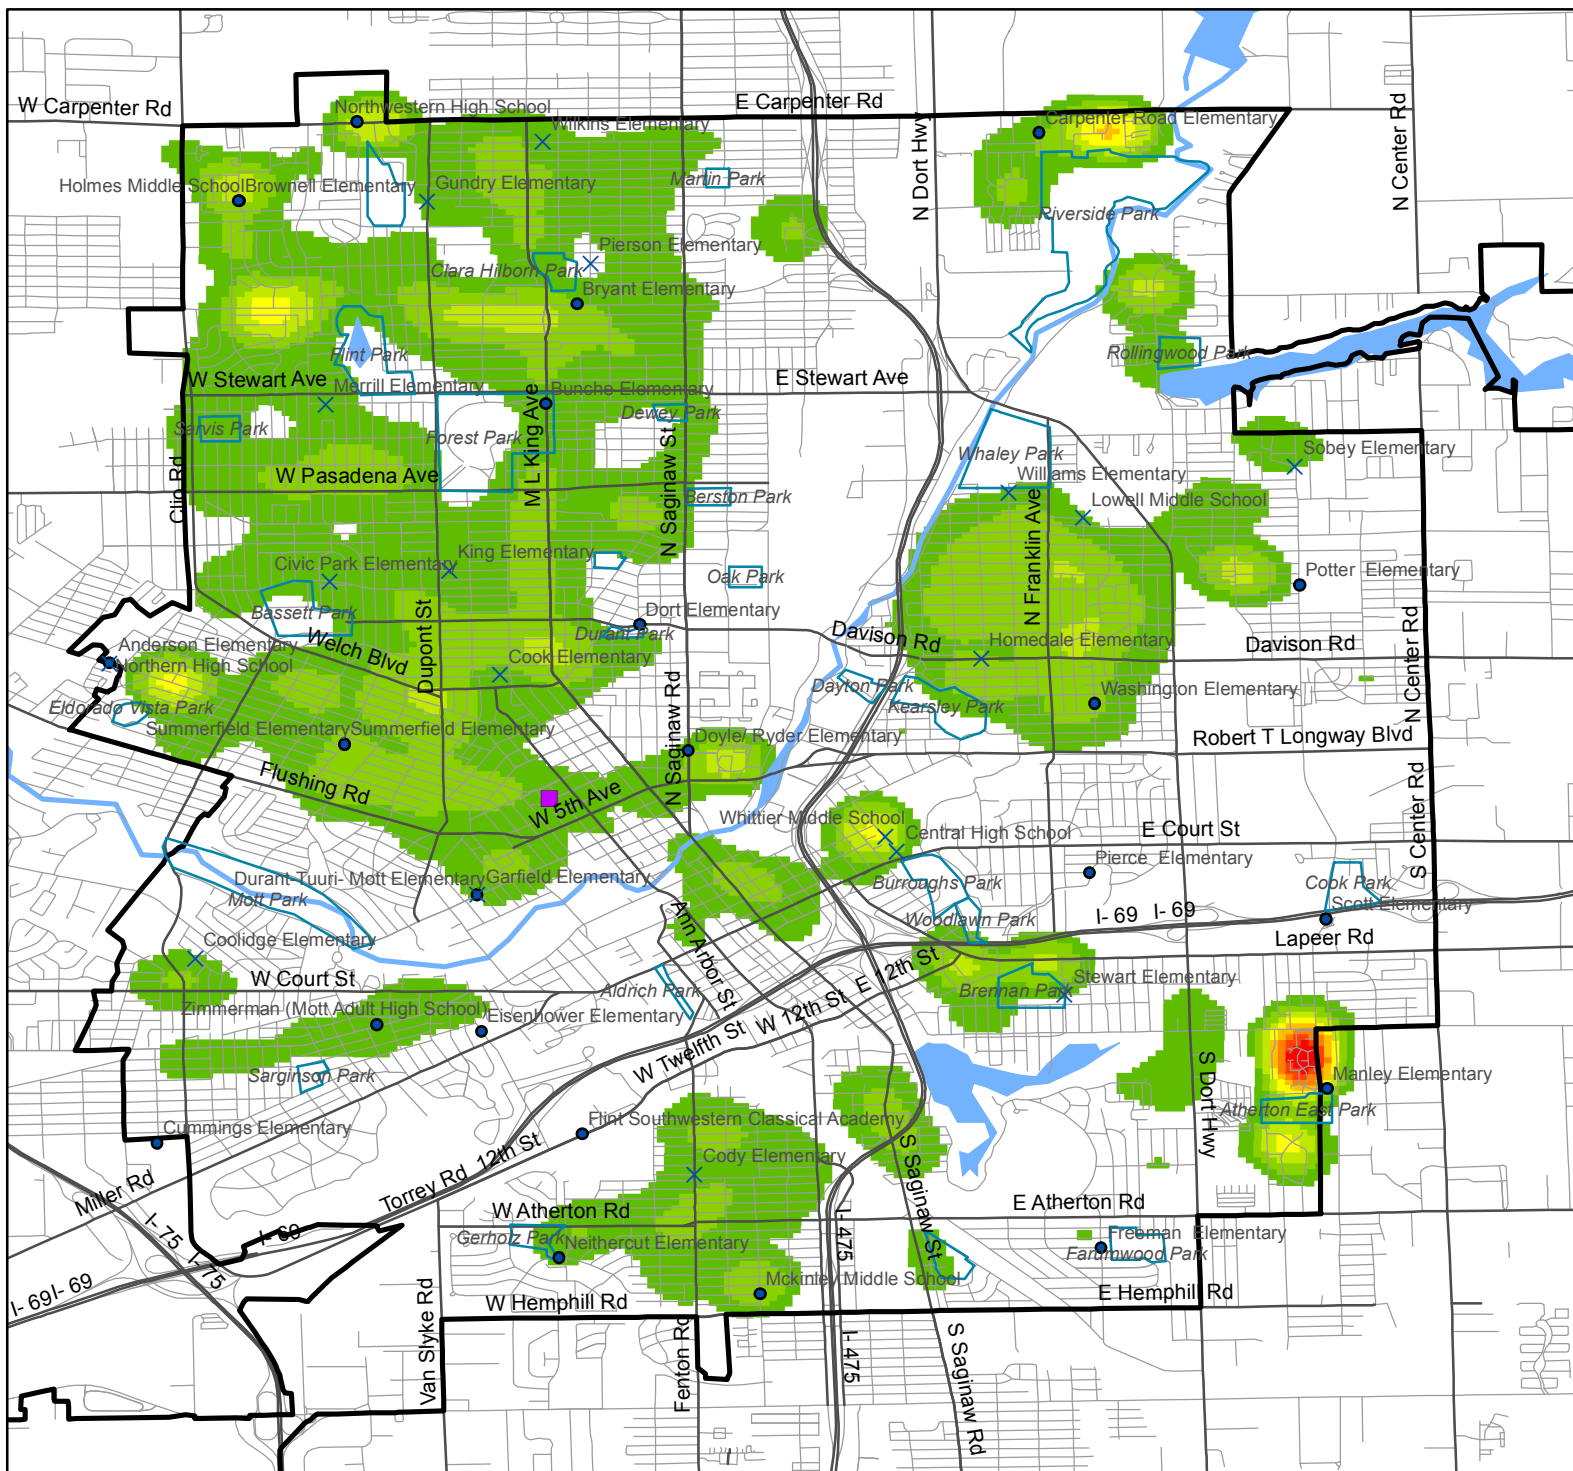 W Carpenter Rd
Northwestern High School
E Carpenter Rd
Carpenter Road Elementary
N Center Rd
Wilkins Elementary
N Dort Hwy
Holmes Middle School
Brownell Elementary
Gundry Elementary
Martin Park
Riverside Park
Pierson Elementary
Clara Hilborn Park
Bryant Elementary
Flint Park
Rollingwood Park
W Stewart Ave
Merrill Elementary
Bunche Elementary
E Stewart Ave
Dewey Park
Sarvis Park
Forest Park
M L King Ave
N Saginaw St
Whaley Park
Sobey Elementary
W Pasadena Ave
Williams Elementary
Clio Rd
Berston Park
Lowell Middle School
N Franklin Ave
King Elementary
Civic Park Elementary
Oak Park
Potter Elementary
Bassett Park
Dort Elementary
Durant Park
Davison Rd
Homedale Elementary
Davison Rd
N Center Rd
Anderson Elementary
Northern High School
Welch Blvd
Dupont St
Cook Elementary
Dayton Park
Kearsley Park
Washington Elementary
Eldorado Vista Park
Summerfield Elementary
Summerfield Elementary
N Saginaw Rd
Doyle/ Ryder Elementary
Robert T Longway Blvd
Flushing Rd
W 5th Ave
Whittier Middle School
Central High School
E Court St
S Center Rd
Pierce Elementary
Durant-Tuuri- Mott Elementary
Garfield Elementary
Mott Park
Burroughs Park
Cook Park
Scott Elementary
Woodlawn Park
I- 69
I- 69
Ann Arbor St
Lapeer Rd
Coolidge Elementary
W Court St
Aldrich Park
E 12th St
Brennan Park
Stewart Elementary
Zimmerman (Mott Adult High School)
Eisenhower Elementary
W 12th St
W Twelfth St
Sarginson Park
S Dort Hwy
Manley Elementary
Atherton East Park
Cummings Elementary
Flint Southwestern Classical Academy
12th St
Cody Elementary
S Saginaw St
Miller Rd
Torrey Rd
W Atherton Rd
E Atherton Rd
I- 75
I- 69
I- 475
Gerholz Park
Neithercut Elementary
Freeman Elementary
Farumwood Park
I- 75
Mckinley Middle School
I- 69
I- 69
W Hemphill Rd
E Hemphill Rd
Van Slyke Rd
Fenton Rd
I- 475
S Saginaw Rd